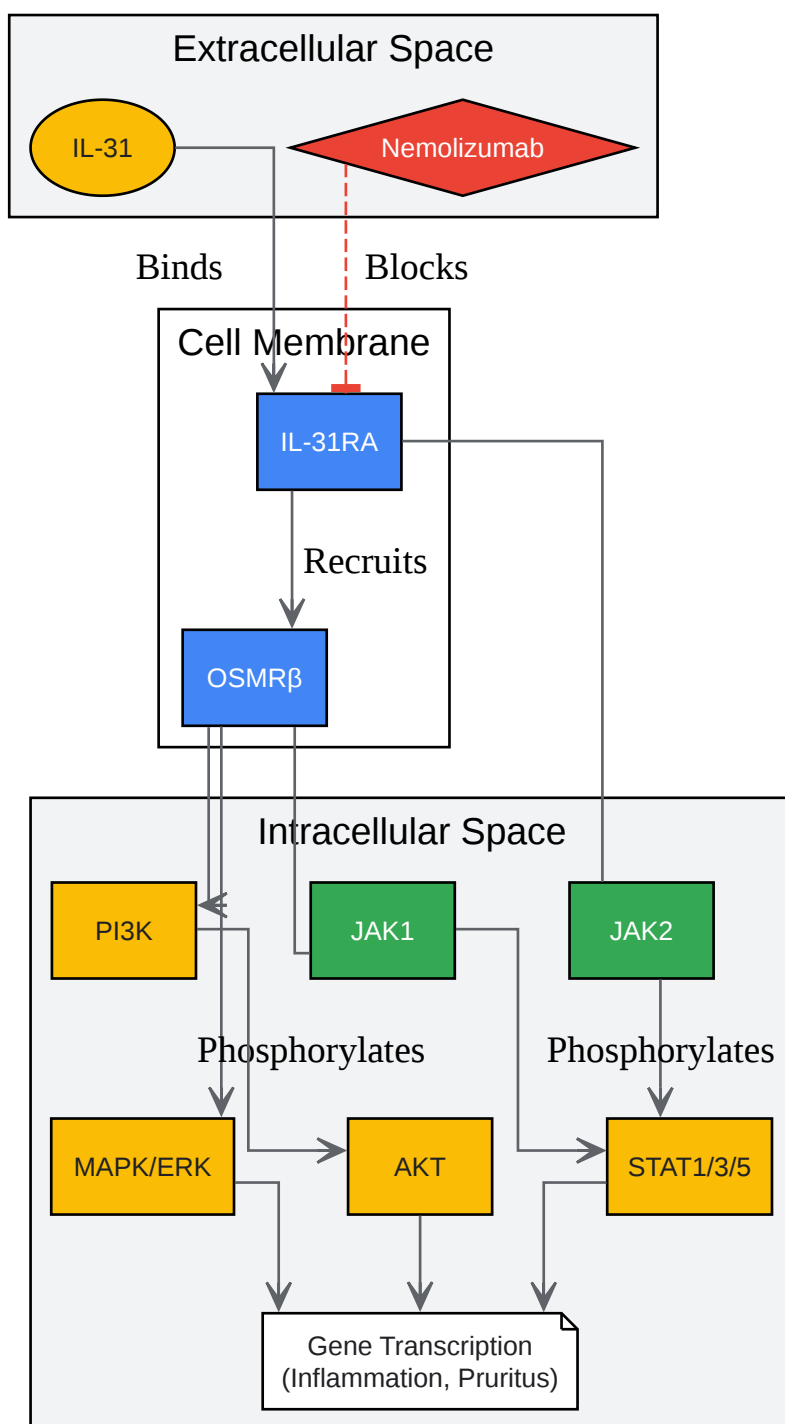 Extracellular Space
IL-31
Nemolizumab
Binds
Blocks
Cell Membrane
IL-31RA
Recruits
OSMRβ
Intracellular Space
PI3K
JAK1
JAK2
Phosphorylates
Phosphorylates
MAPK/ERK
AKT
STAT1/3/5
Gene Transcription
(Inflammation, Pruritus)